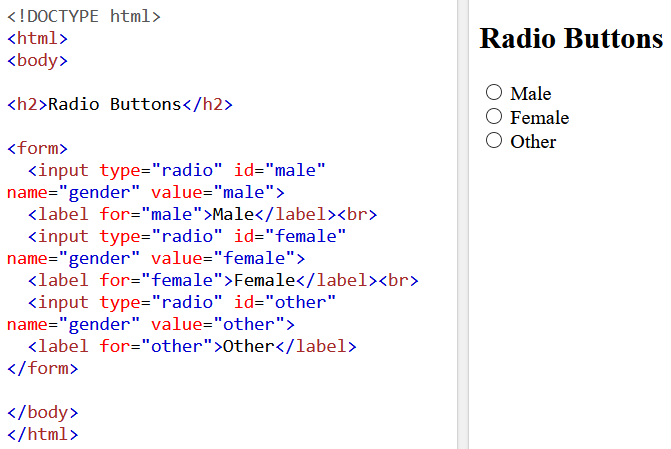 <!DOCTYPE html>
<html>
<body>
<h2>Radio Buttons</h2>
<form>
<input type="radio" id="male"
name="gender" value="male">
<label for="male">Male</label><br>
<input type="radio" id="female"
name="gender" value="female">
<label for="female">Female</label><br>
<input type="radio" id="other"
name="gender" value="other">
<label for="other">Other</label>
</form>
</body>
</html>
Radio Buttons
Male
Female
Other